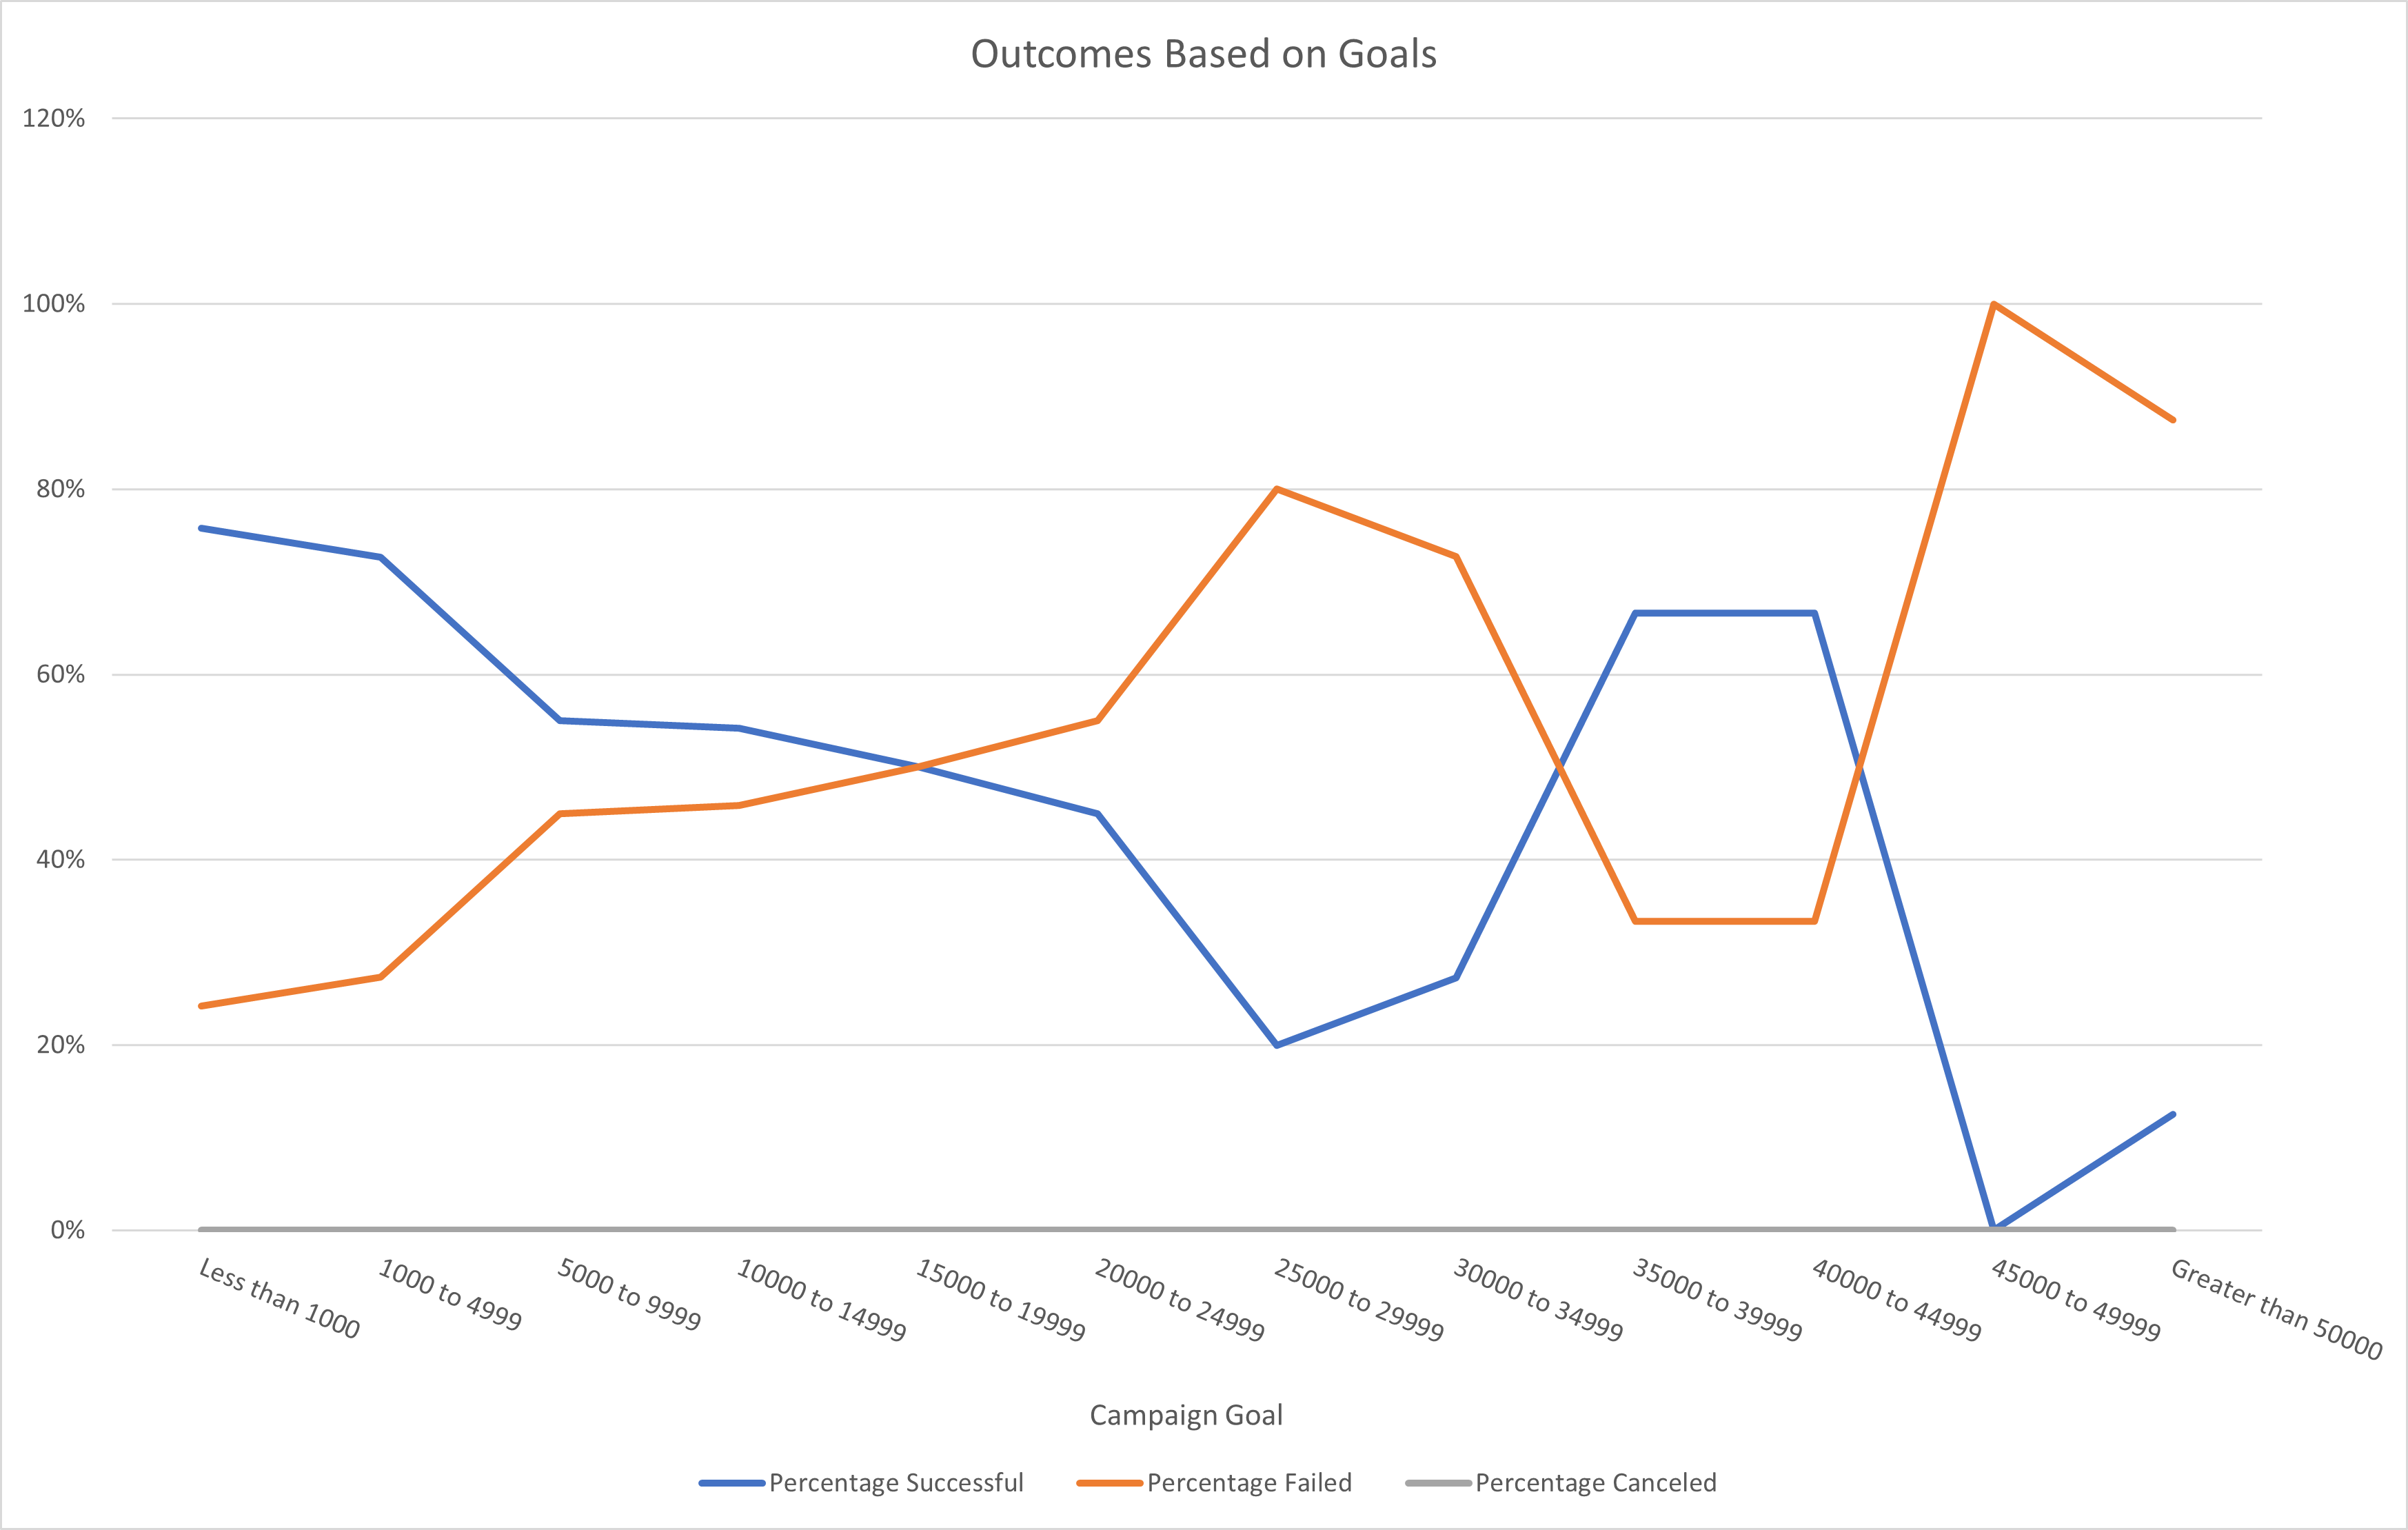 Outcomes Based on Goals
120%
100%
80%
60%
40%
20%
0%
Less than 1000
1000 to 4999
5000 to 9999
10000 to 14999
15000 to 19999
20000 to 24999
25000 to 29999
30000 to 34999
35000 to 39999
40000 to 44999
45000 to 49999
Greater than 50000
Campaign Goal
Percentage Successful
Percentage Failed
Percentage Canceled